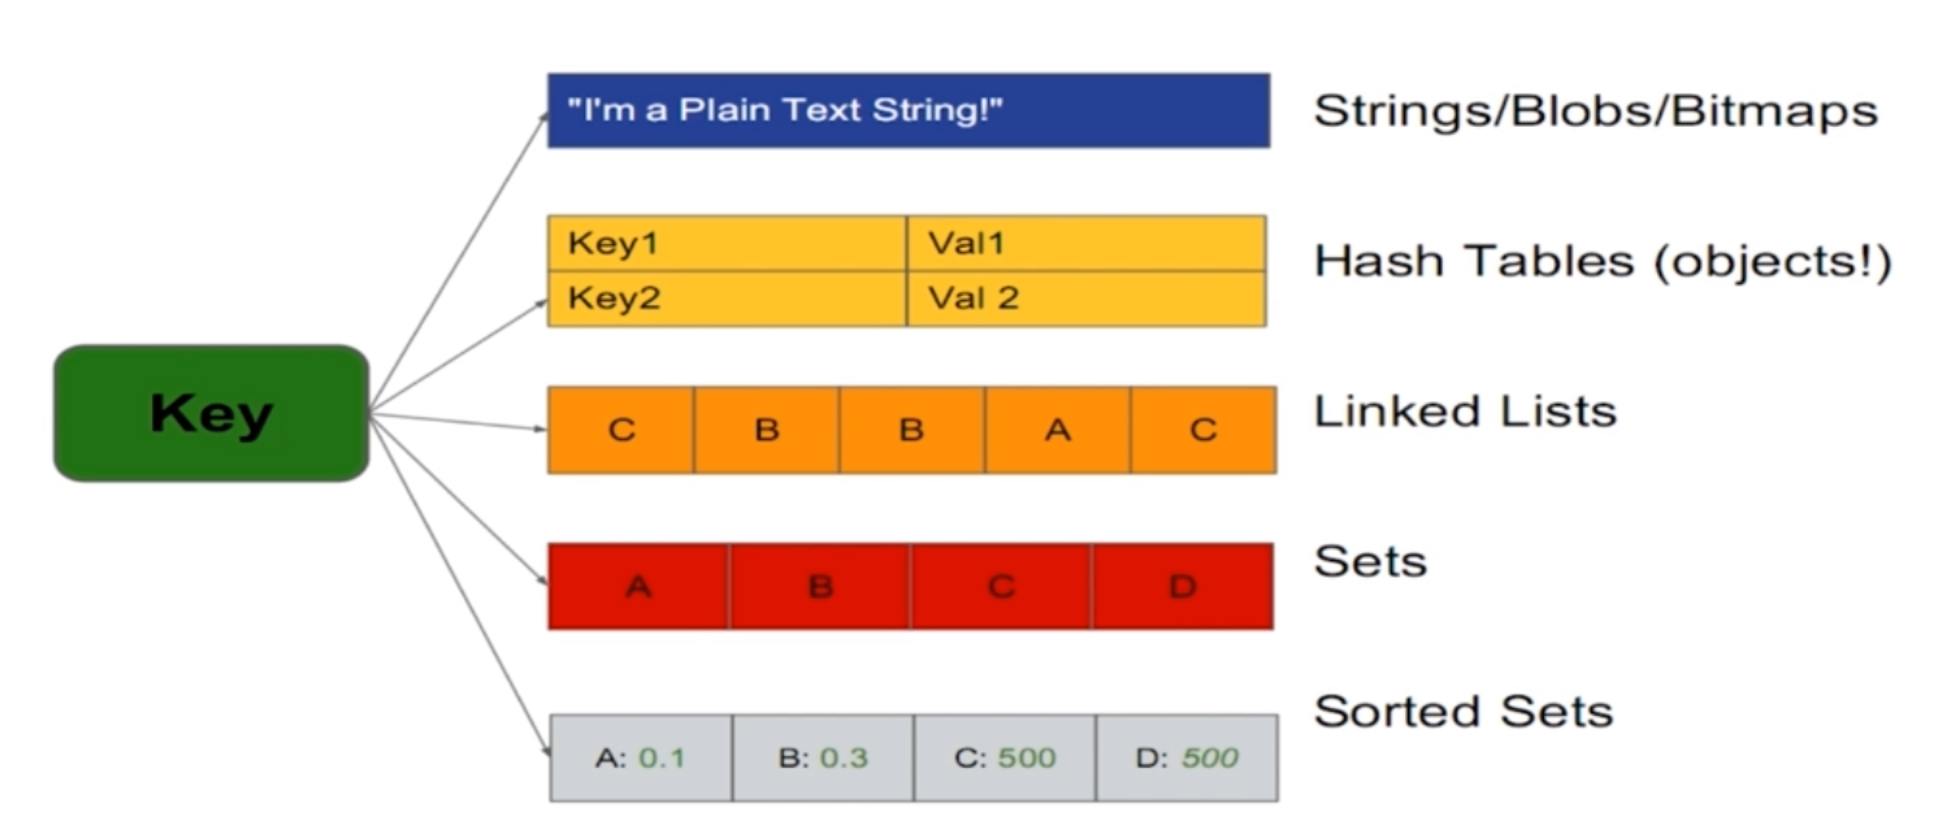 "I'm a Plain Text String!"
Strings/Blobs/Bitmaps
Key1 Val1
Key2 Val 2
Hash Tables (objects!)
Key
C B B A C
Linked Lists
A B C D
Sets
A: 0.1 B: 0.3 C: 500 D: 500
Sorted Sets